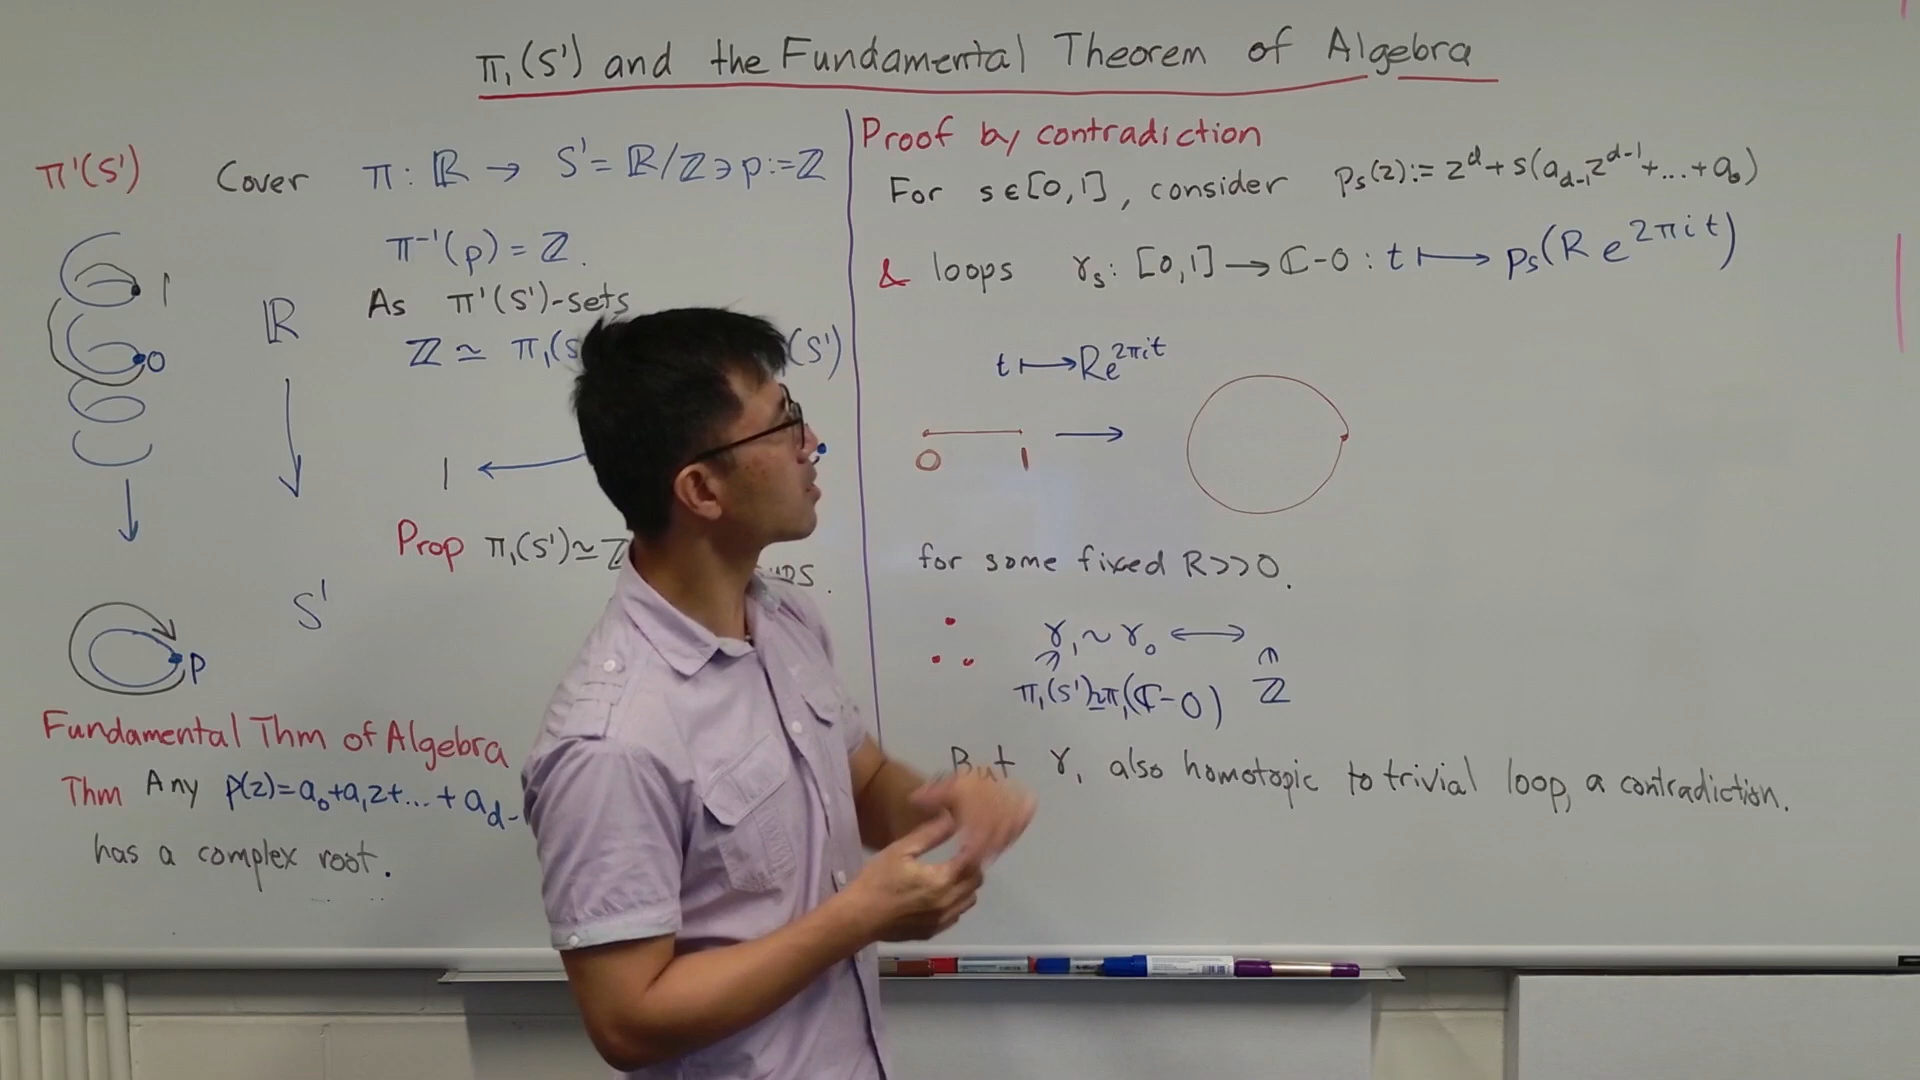 π₁(S¹) and the Fundamental Theorem of Algebra
π¹(S¹) Cover π : ℝ → S¹ = ℝ/ℤ ∋ p := ℤ
π⁻¹(p) = ℤ.
As π¹(S¹)-sets
ℤ ≃ π₁(S (S¹)
1
0
ℝ
1 ←
Prop π₁(S¹) ≃ ℤ
S¹
p
Fundamental Thm of Algebra
Thm Any p(z) = a₀ + a₁z + ... + a_d-
has a complex root.
Proof by contradiction
For s ∈ [0,1], consider p_s(z) := z^d + s(a_{d-1}z^{d-1} + ... + a₀)
& loops γ_s : [0,1] → ℂ-0 : t ↦ p_s(R e^{2πit})
t ↦ Re^{2πit}
0 1 →
for some fixed R>>0.
∴ γ₁ ~ γ₀ ↔
π₁(S¹) ≃ π₁(ℂ-0) ℤ
But γ₁ also homotopic to trivial loop, a contradiction.